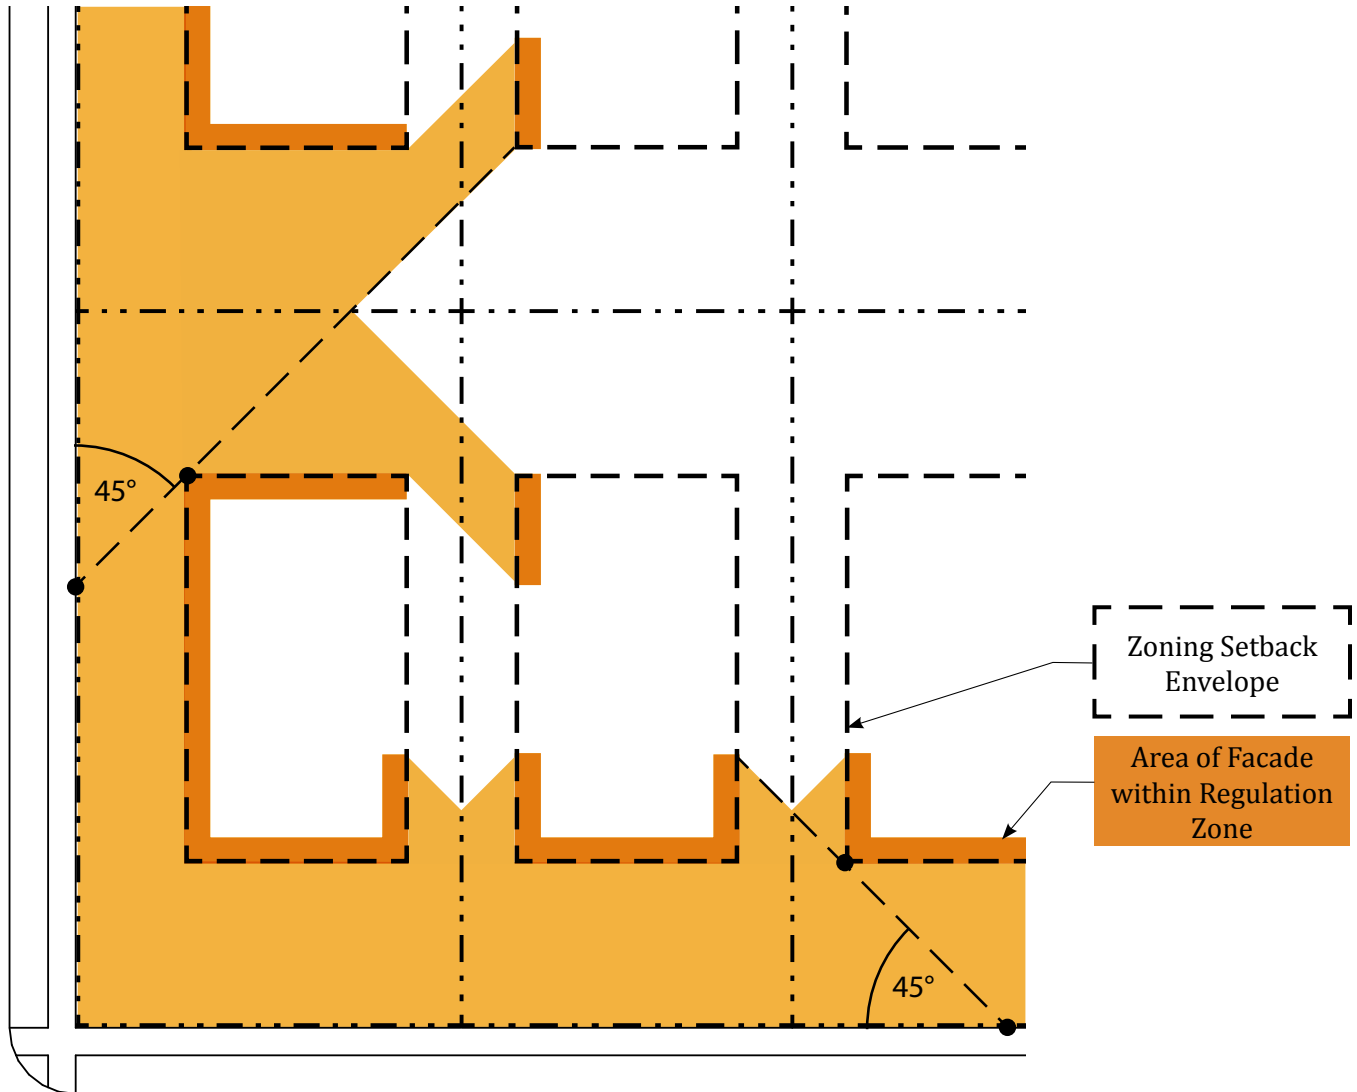 45°
Zoning Setback
Envelope
Area of Facade
within Regulation
Zone
45°